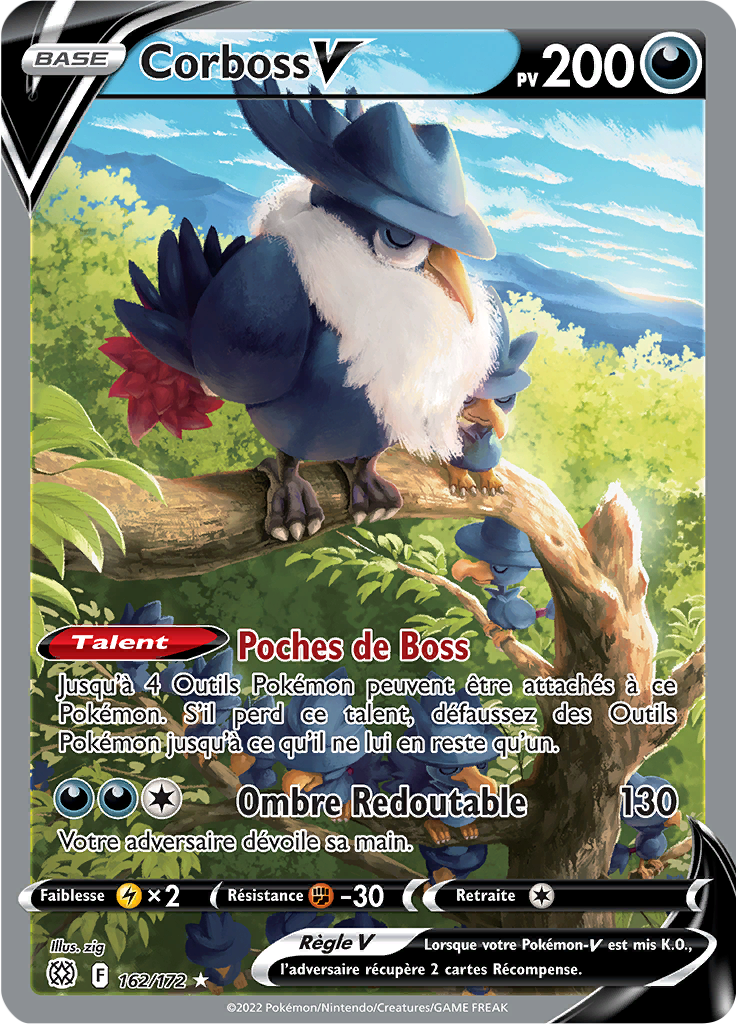 BASE Corboss V PV 200
Talent Poches de Boss
Jusqu'à 4 Outils Pokémon peuvent être attachés à ce
Pokémon. S'il perd ce talent, défaussez des Outils
Pokémon jusqu'à ce qu'il ne lui en reste qu'un.
Ombre Redoutable 130
Votre adversaire dévoile sa main.
Faiblesse ×2 Résistance -30 Retraite
Illus. zig
Règle V Lorsque votre Pokémon-V est mis K.O.,
l'adversaire récupère 2 cartes Récompense.
F 162/172 ★
©2022 Pokémon/Nintendo/Creatures/GAME FREAK